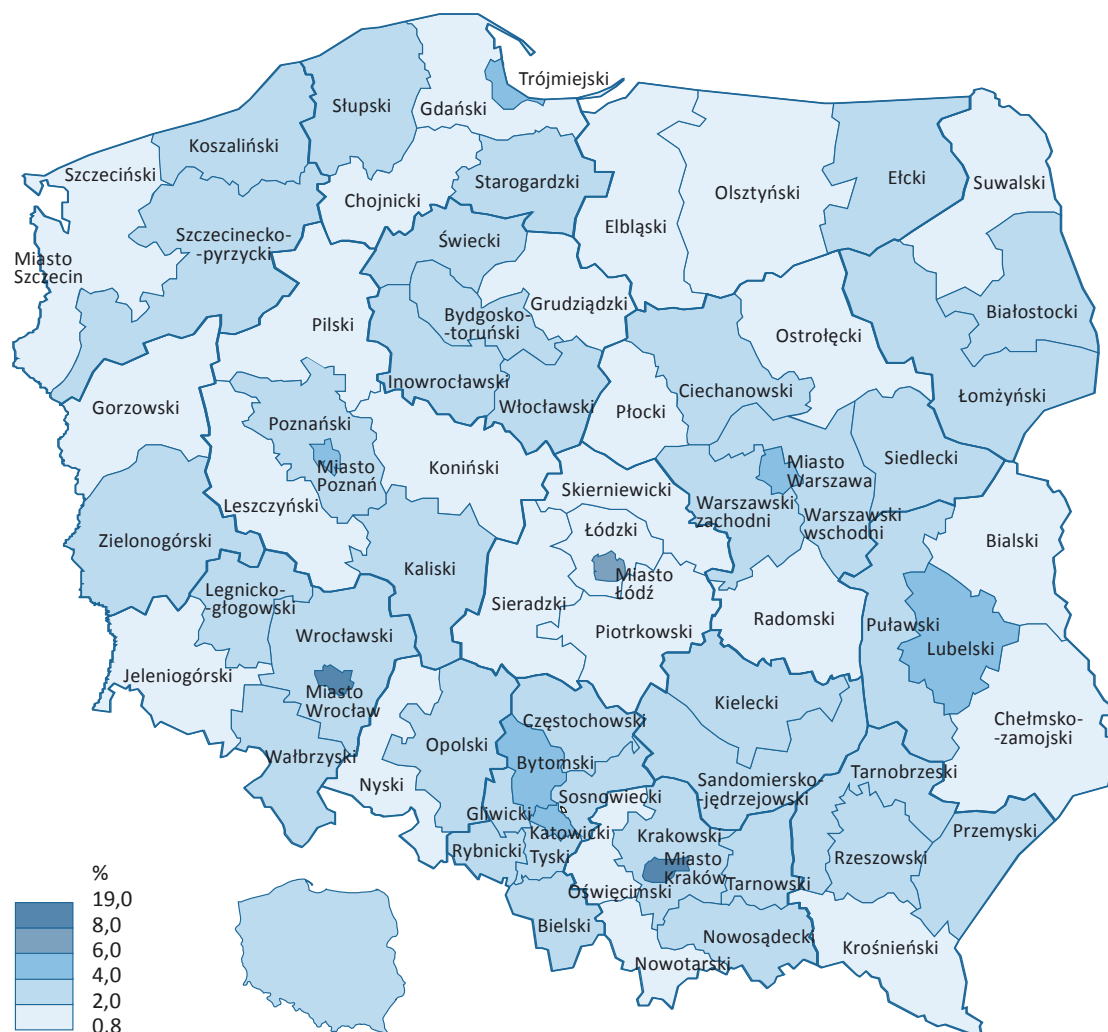 Trójmiejski
Słupski
Gdański
Koszaliński
Szczeciński
Starogardzki
Ełcki
Suwalski
Chojnicki
Olsztyński
Elbląski
Szczecinecko-
-pyrzycki
Świecki
Miasto
Szczecin
Grudziądzki
Białostocki
Bydgosko-
-toruński
Pilski
Ostrołęcki
Inowrocławski
Ciechanowski
Łomżyński
Gorzowski
Włocławski
Płocki
Poznański
Koniński
Siedlecki
Miasto
Poznań
Miasto
Warszawa
Skierniewicki
Leszczyński
Warszawski
zachodni
Warszawski
wschodni
Łódzki
Zielonogórski
Bialski
Kaliski
Miasto
Łódź
Legnicko-
-głogowski
Sieradzki
Radomski
Puławski
Wrocławski
Piotrkowski
Lubelski
Jeleniogórski
Miasto
Wrocław
Kielecki
Chełmsko-
-zamojski
Częstochowski
Opolski
Wałbrzyski
Bytomski
Tarnobrzeski
Nyski
Sandomiersko-
-jędrzejowski
Sosnowiecki
Gliwicki
Katowicki
Krakowski
Przemyski
Rybnicki
Tyski
Miasto
Kraków
Rzeszowski
Oświęcimski
Tarnowski
Bielski
Nowosądecki
Krośnieński
Nowotarski
%
19,0
8,0
6,0
4,0
2,0
0,8